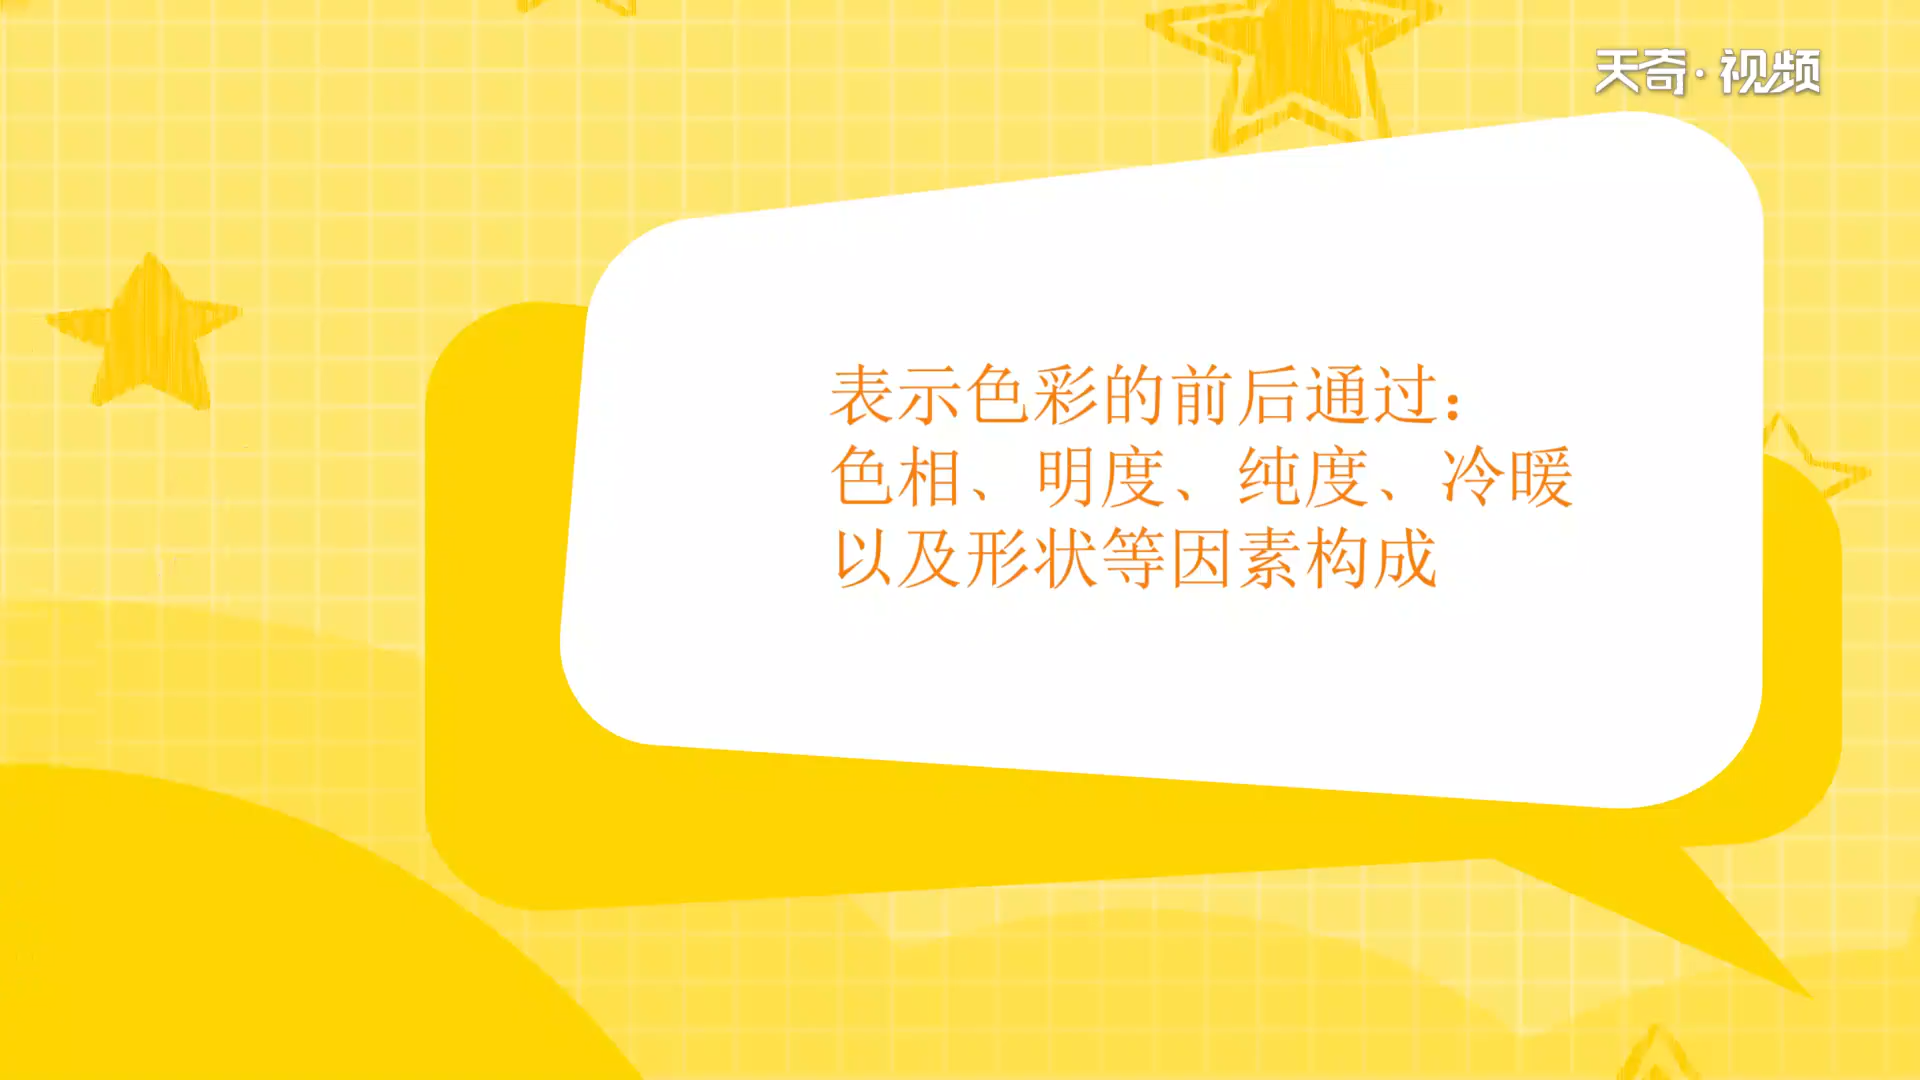 天奇·视频
表示色彩的前后通过：
色相、明度、纯度、冷暖
以及形状等因素构成